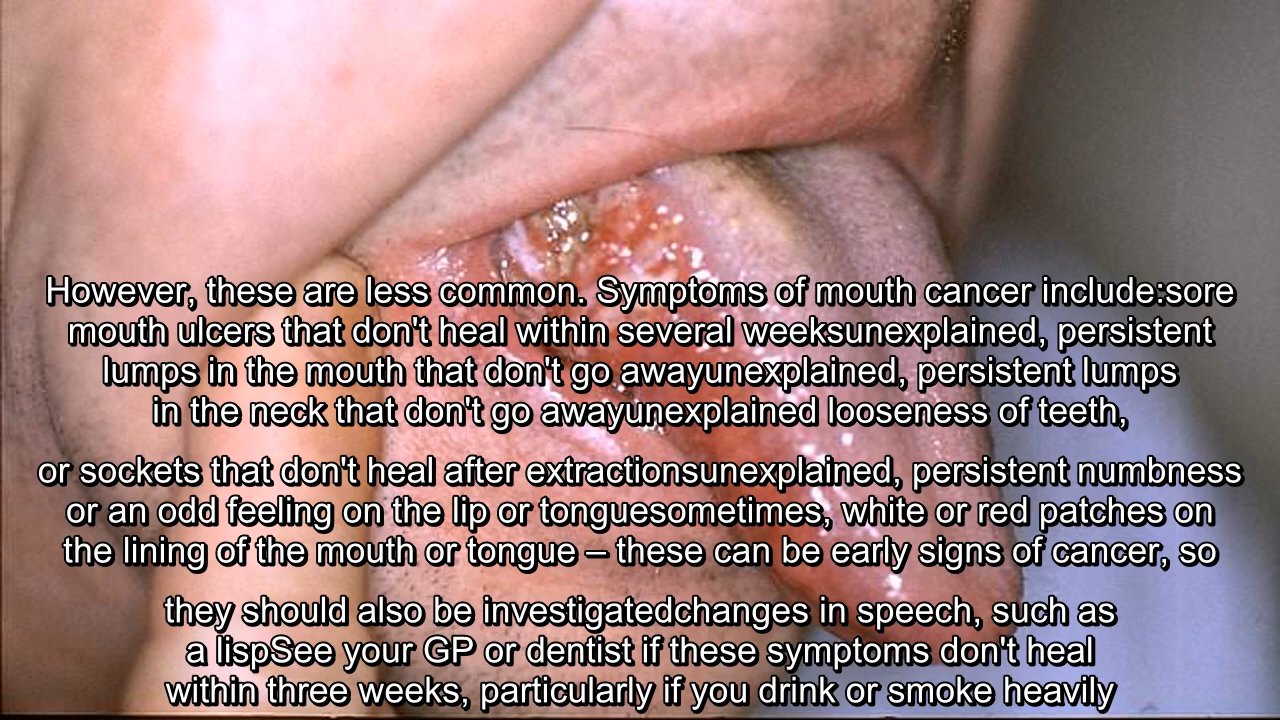 However, these are less common. Symptoms of mouth cancer include:sore
mouth ulcers that don't heal within several weeksunexplained, persistent
lumps in the mouth that don't go awayunexplained, persistent lumps
in the neck that don't go awayunexplained looseness of teeth,
or sockets that don't heal after extractionsunexplained, persistent numbness
or an odd feeling on the lip or tonguesometimes, white or red patches on
the lining of the mouth or tongue – these can be early signs of cancer, so
they should also be investigatedchanges in speech, such as
a lispSee your GP or dentist if these symptoms don't heal
within three weeks, particularly if you drink or smoke heavily